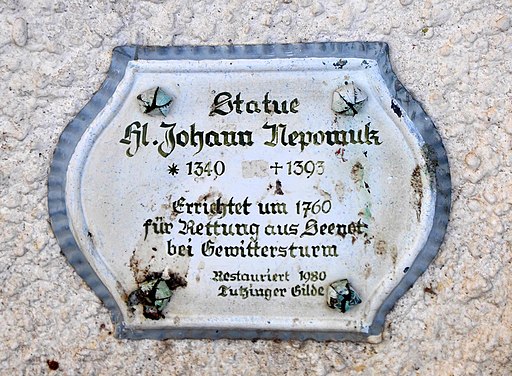 Statue
Hl. Johann Nepomuk
* 1340 † 1393
Errichtet um 1760
für Rettung aus Seenot
bei Gewittersturm
Restauriert 1980
Tutzinger Gilde